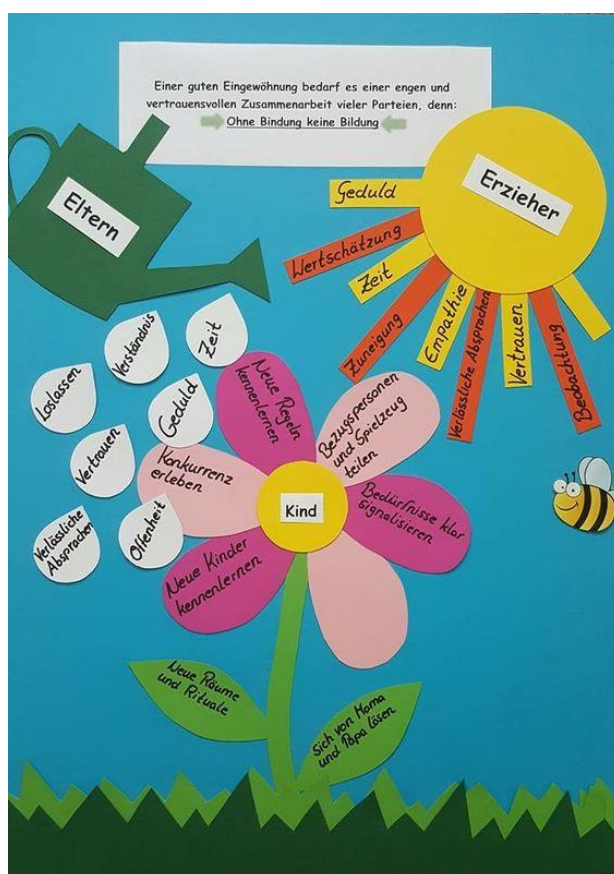 Einer guten Eingewöhnung bedarf es einer engen und
vertrauensvollen Zusammenarbeit vieler Parteien, denn:
Ohne Bindung keine Bildung
Eltern
Erzieher
Geduld
Wertschätzung
Zeit
Zuneigung
Empathie
Verlässliche Absprachen
Vertrauen
Beobachtung
Zeit
Verständnis
Loslassen
Geduld
Vertrauen
Offenheit
Verlässliche
Absprachen
Neue Regeln
kennenlernen
Bezugspersonen
und Spielzeug
teilen
Konkurrenz
erleben
Kind
Bedürfnisse klar
signalisieren
Neue Kinder
kennenlernen
Neue Räume
und Rituale
Sich von Mama
und Papa lösen